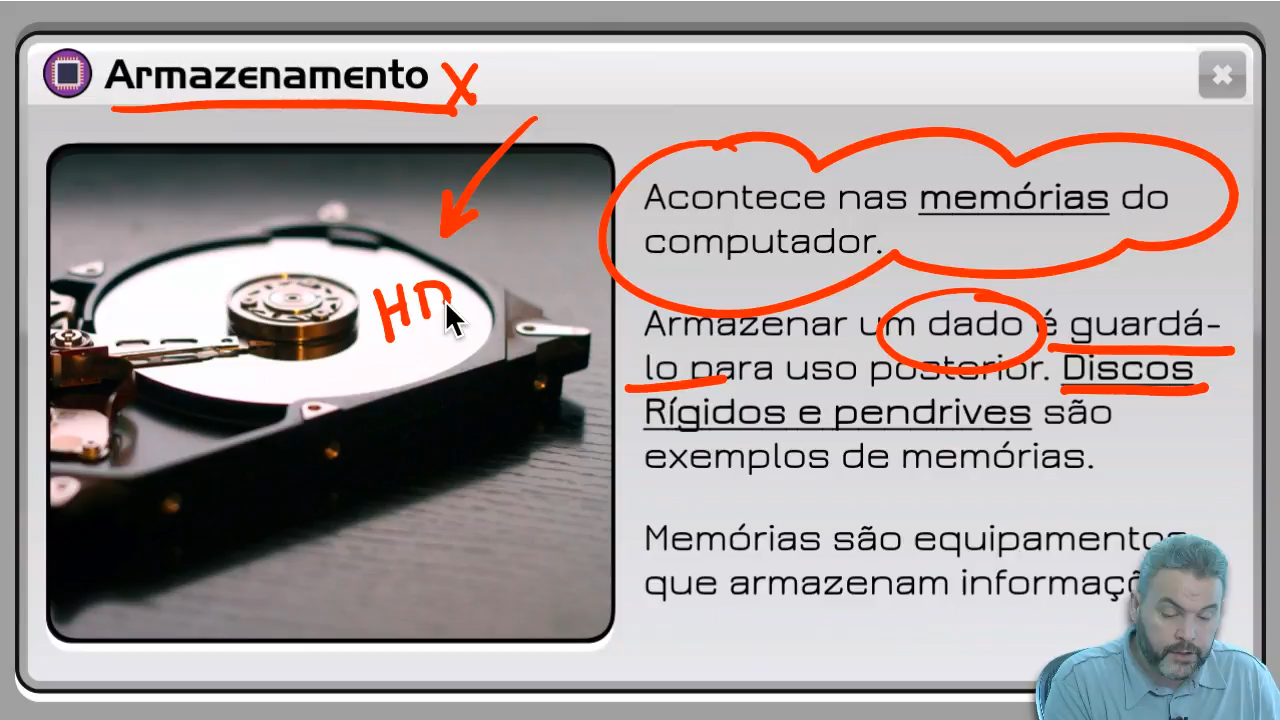 Armazenamento X
HD
Acontece nas memórias do
computador.
Armazenar um dado é guardá-
lo para uso posterior. Discos
Rígidos e pendrives são
exemplos de memórias.
Memórias são equipamentos
que armazenam